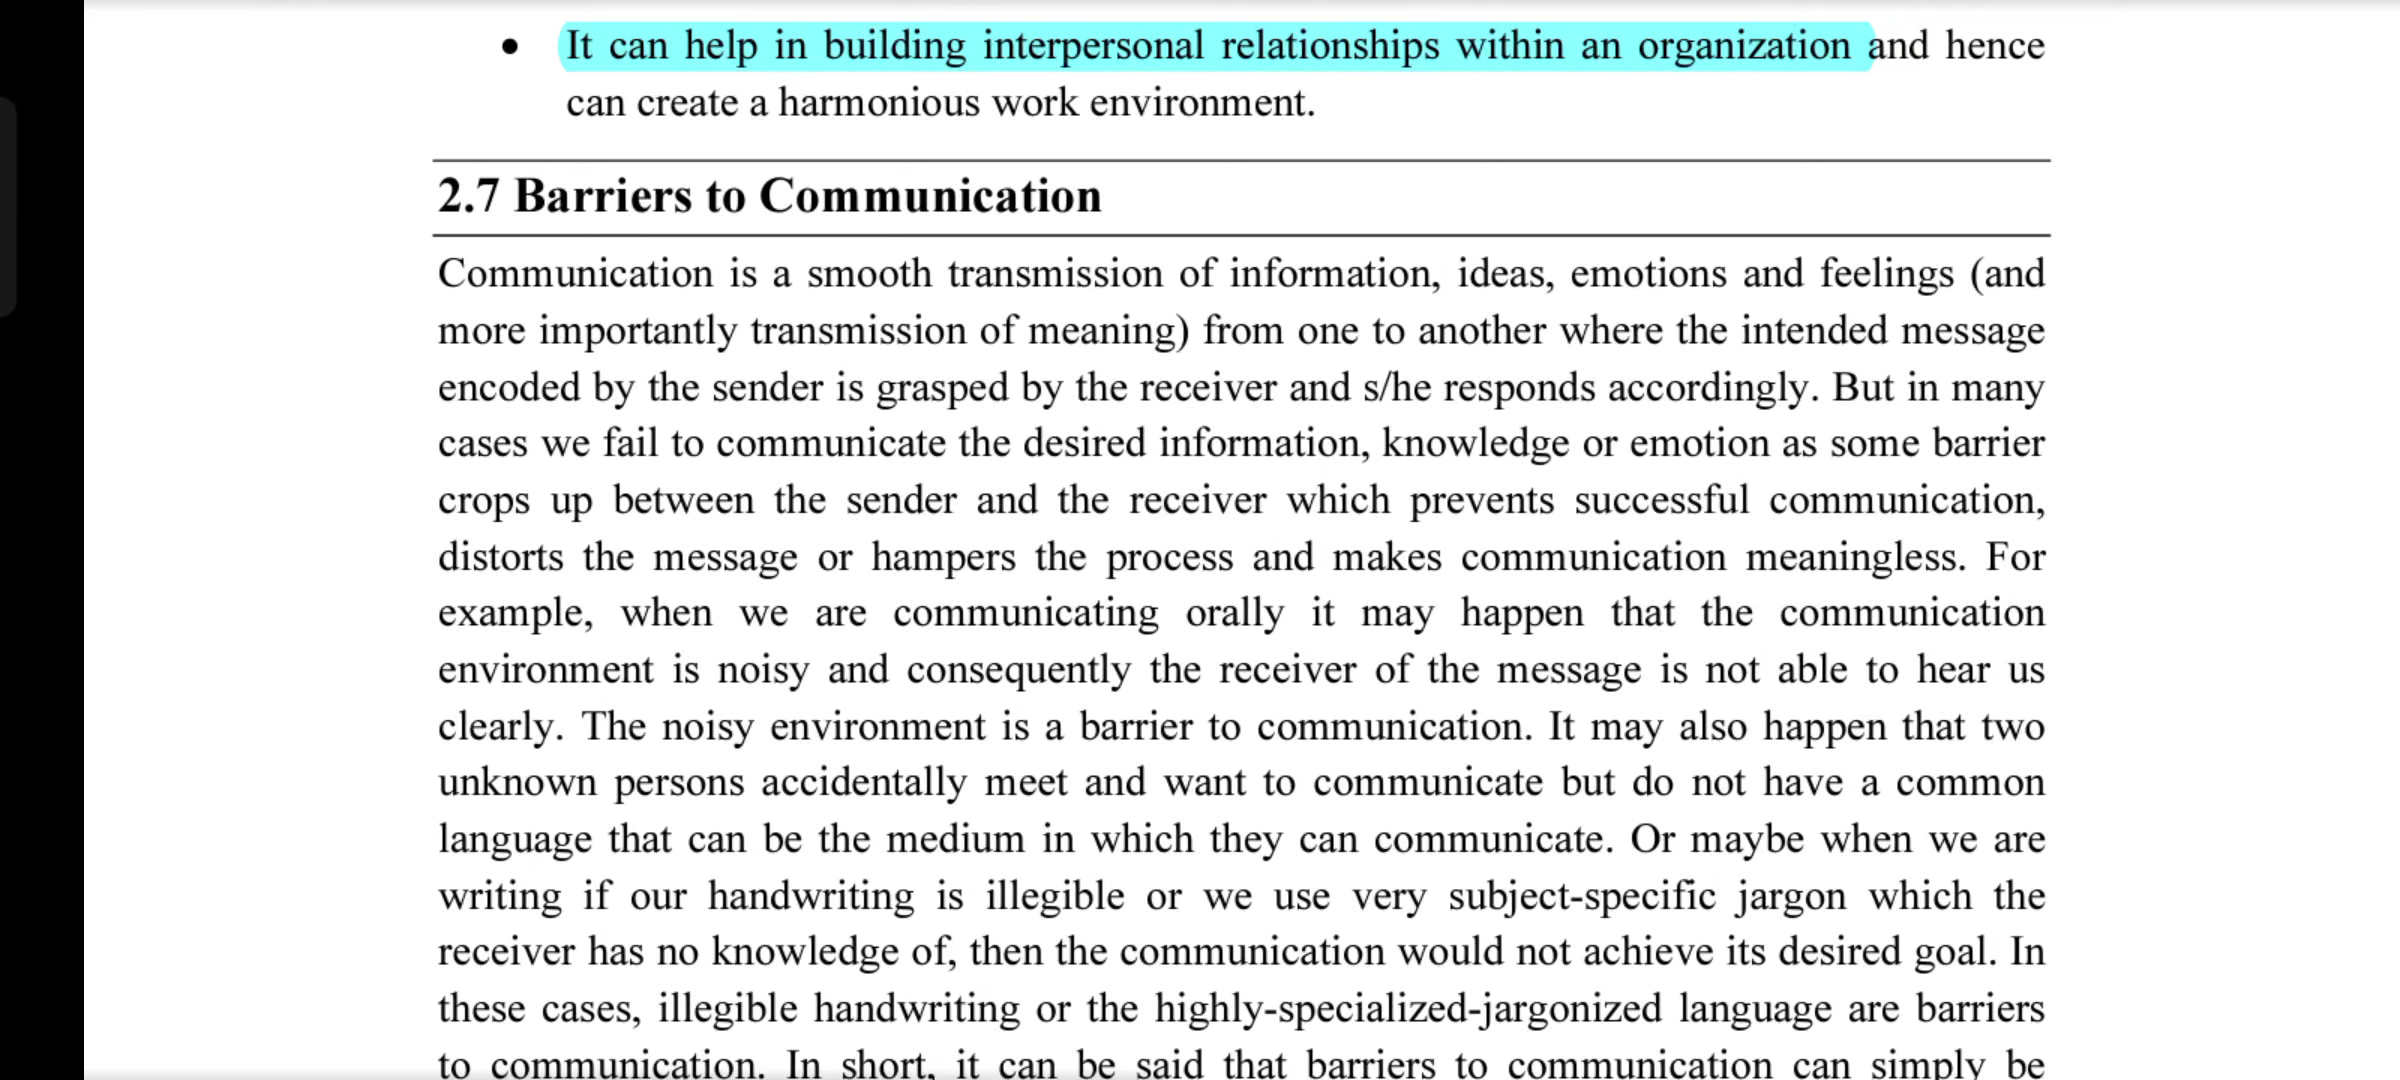 • It can help in building interpersonal relationships within an organization and hence
can create a harmonious work environment.
2.7 Barriers to Communication
Communication is a smooth transmission of information, ideas, emotions and feelings (and
more importantly transmission of meaning) from one to another where the intended message
encoded by the sender is grasped by the receiver and s/he responds accordingly. But in many
cases we fail to communicate the desired information, knowledge or emotion as some barrier
crops up between the sender and the receiver which prevents successful communication,
distorts the message or hampers the process and makes communication meaningless. For
example, when we are communicating orally it may happen that the communication
environment is noisy and consequently the receiver of the message is not able to hear us
clearly. The noisy environment is a barrier to communication. It may also happen that two
unknown persons accidentally meet and want to communicate but do not have a common
language that can be the medium in which they can communicate. Or maybe when we are
writing if our handwriting is illegible or we use very subject-specific jargon which the
receiver has no knowledge of, then the communication would not achieve its desired goal. In
these cases, illegible handwriting or the highly-specialized-jargonized language are barriers
to communication. In short, it can be said that barriers to communication can simply be